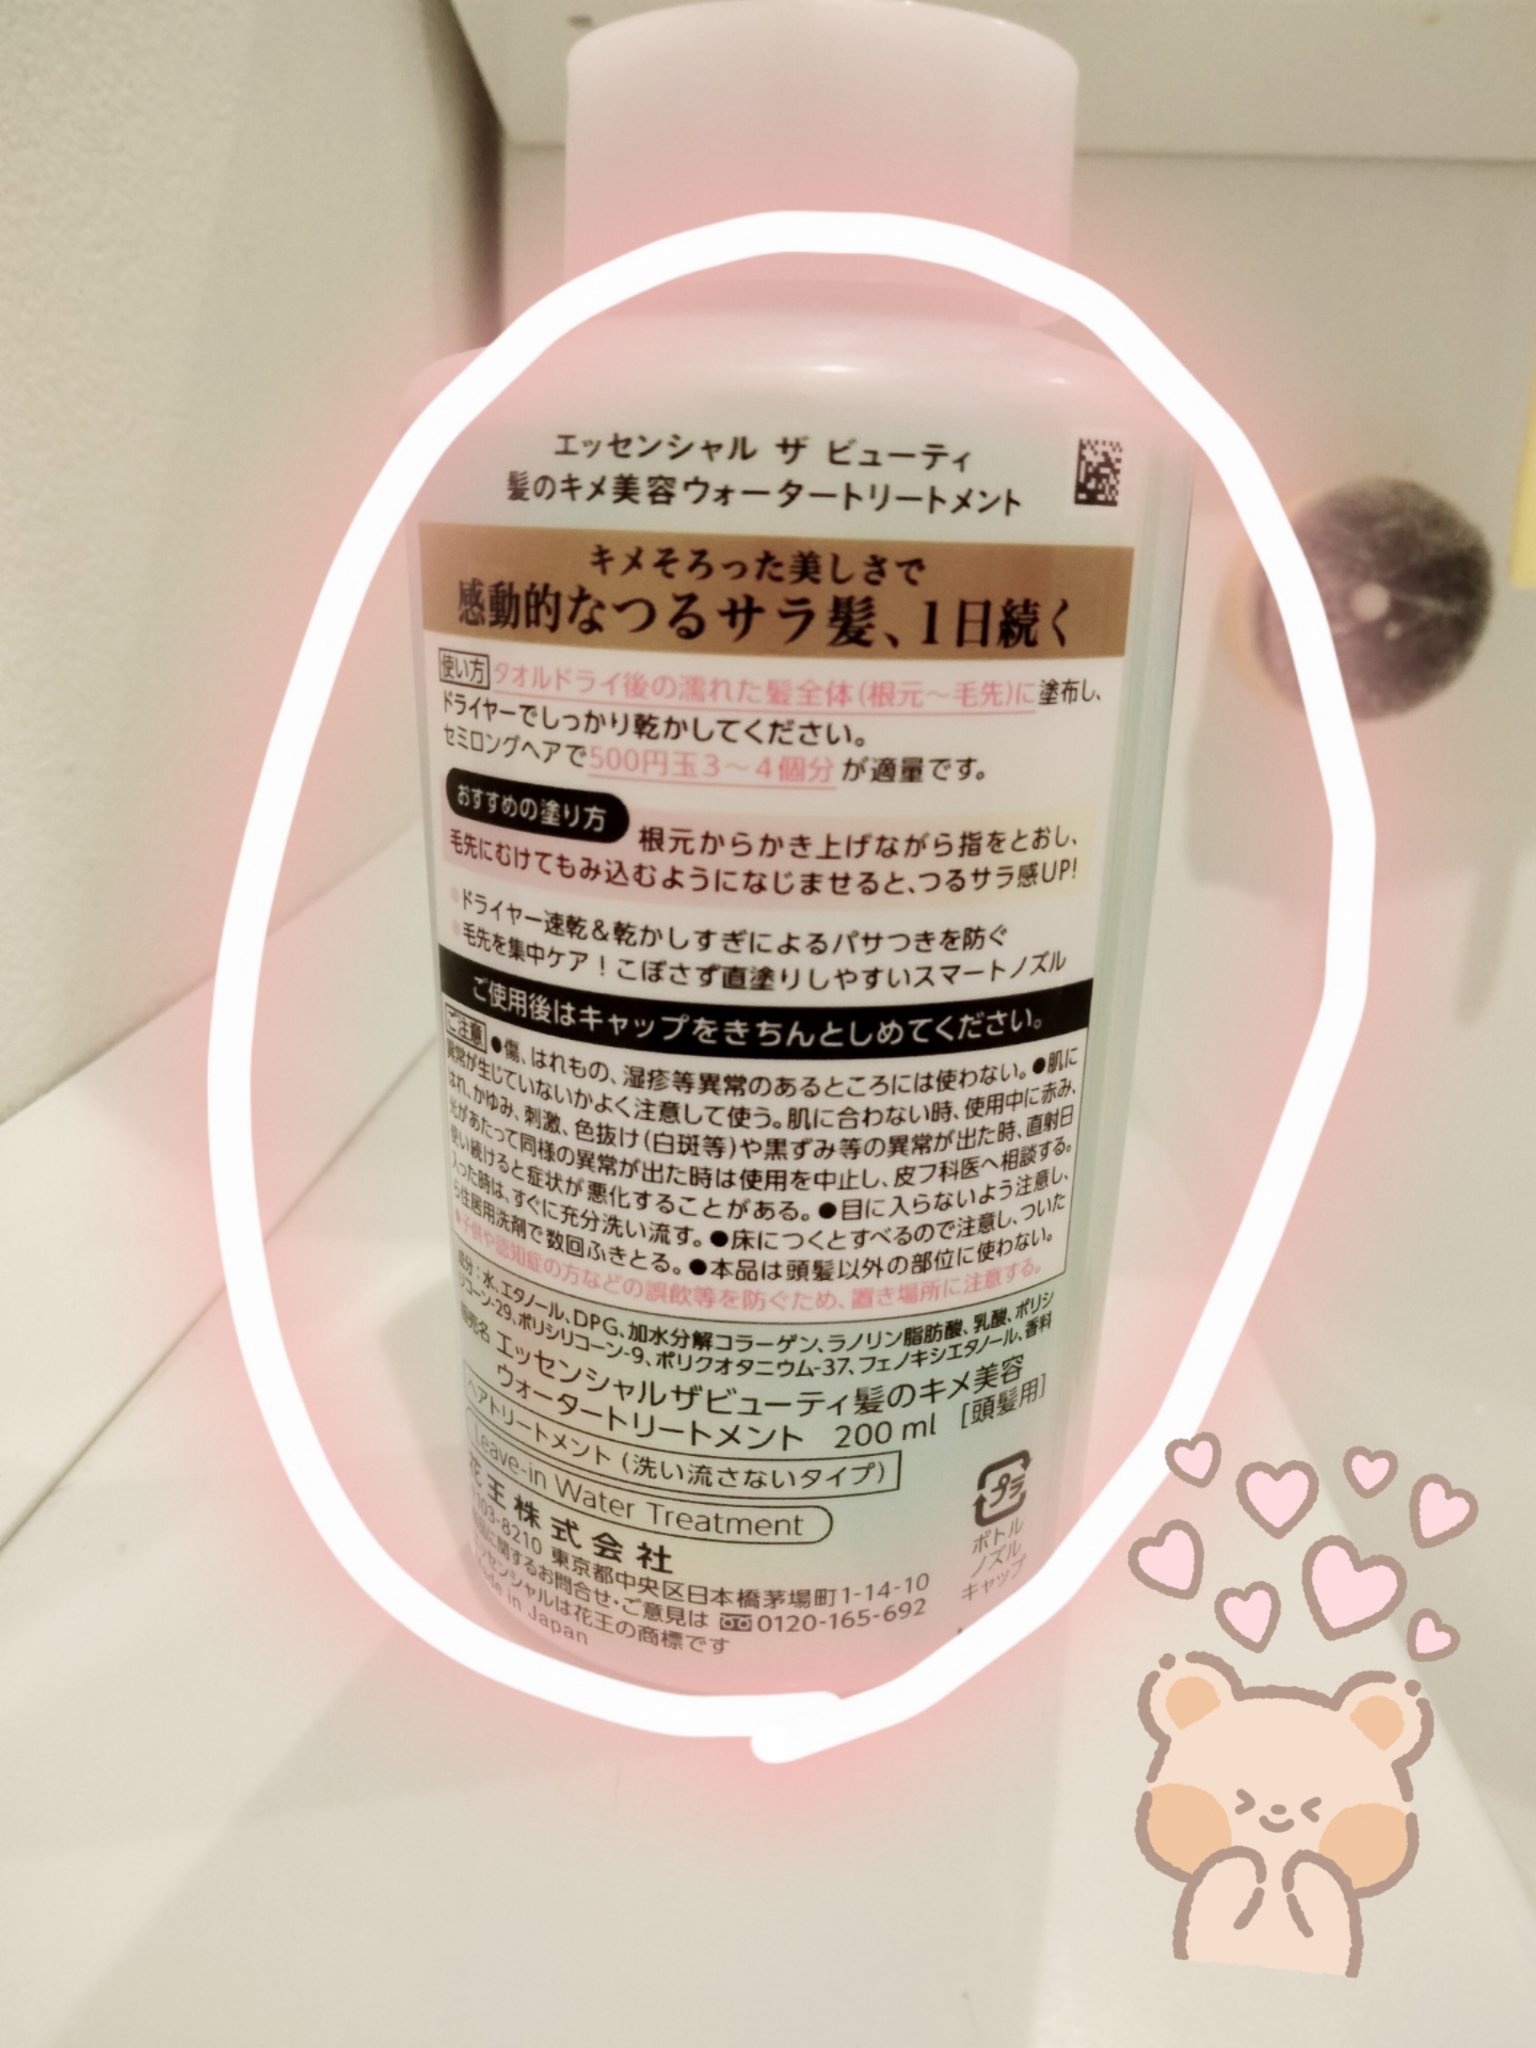 エッセンシャル ザ ビューティ
髪のキメ美容ウォータートリートメント
キメそろった美しさで
感動的なつるサラ髪、1日続く
使い方 タオルドライ後の濡れた髪全体(根元～毛先)に塗布し、
ドライヤーでしっかり乾かしてください。
セミロングヘアで500円玉3～4個分が適量です。
おすすめの塗り方 根元からかき上げながら指をとおし、
毛先にむけてもみ込むようになじませると、つるサラ感UP!
●ドライヤー速乾&乾かしすぎによるパサつきを防ぐ
●毛先を集中ケア!こぼさず直塗りしやすいスマートノズル
ご使用後はキャップをきちんとしめてください。
ご注意 ●傷、はれもの、湿疹等異常のあるところには使わない。●肌に
異常が生じていないかよく注意して使う。肌に合わない時、使用中に赤み、
はれ、かゆみ、刺激、色抜け(白斑等)や黒ずみ等の異常が出た時、直射日
光があたって同様の異常が出た時は使用を中止し、皮フ科医へ相談する。
使い続けると症状が悪化することがある。●目に入らないよう注意し、
入った時は、すぐに充分洗い流す。●床につくとすべるので注意し、ついた
ら住居用洗剤で数回ふきとる。●本品は頭髪以外の部位に使わない。
●子供や認知症の方などの誤飲等を防ぐため、置き場所に注意する。
成分:水、エタノール、DPG、加水分解コラーゲン、ラノリン脂肪酸、乳酸、ポリシ
リコーン-29、ポリシリコーン-9、ポリクオタニウム-37、フェノキシエタノール、香料
販売名 エッセンシャルザビューティ髪のキメ美容
ウォータートリートメント 200 ml [頭髪用]
ヘアトリートメント (洗い流さないタイプ)
Leave-in Water Treatment
花王株式会社
〒103-8210 東京都中央区日本橋茅場町1-14-10
商品に関するお問合せ・ご意見は 0120-165-692
エッセンシャルは花王の商標です
Made in Japan
プラ
ボトル
ノズル
キャップ